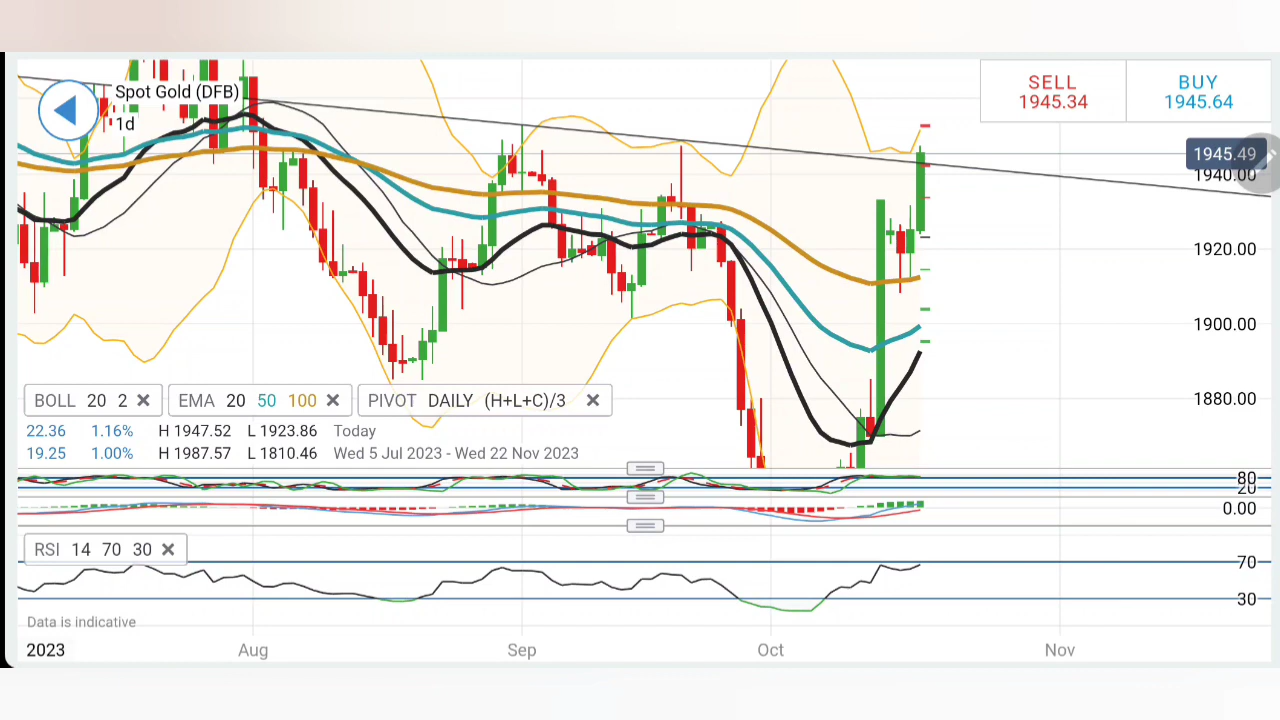 Spot Gold (DFB)
1d
SELL
1945.34
BUY
1945.64
1945.49
1940.00
1920.00
1900.00
1880.00
BOLL 20 2
EMA 20 50 100
PIVOT DAILY (H+L+C)/3
22.36 1.16% H 1947.52 L 1923.86 Today
19.25 1.00% H 1987.57 L 1810.46 Wed 5 Jul 2023 - Wed 22 Nov 2023
80
20
0.00
RSI 14 70 30
70
30
Data is indicative
2023 Aug Sep Oct Nov